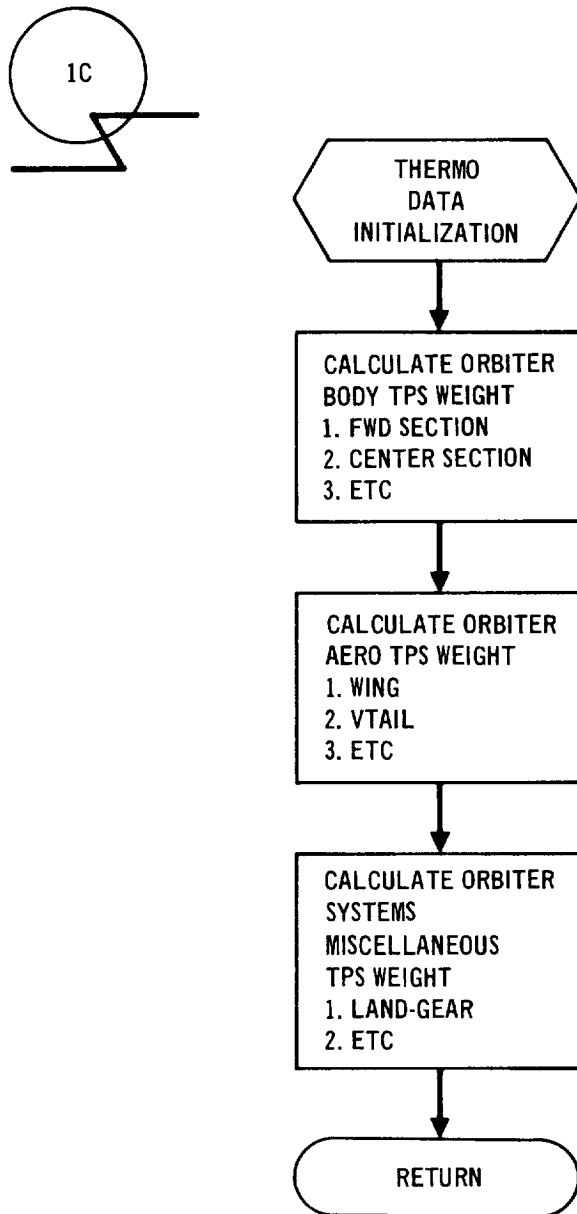 1C
THERMO
DATA
INITIALIZATION
CALCULATE ORBITER
BODY TPS WEIGHT
1. FWD SECTION
2. CENTER SECTION
3. ETC
CALCULATE ORBITER
AERO TPS WEIGHT
1. WING
2. VTAIL
3. ETC
CALCULATE ORBITER
SYSTEMS
MISCELLANEOUS
TPS WEIGHT
1. LAND-GEAR
2. ETC
RETURN